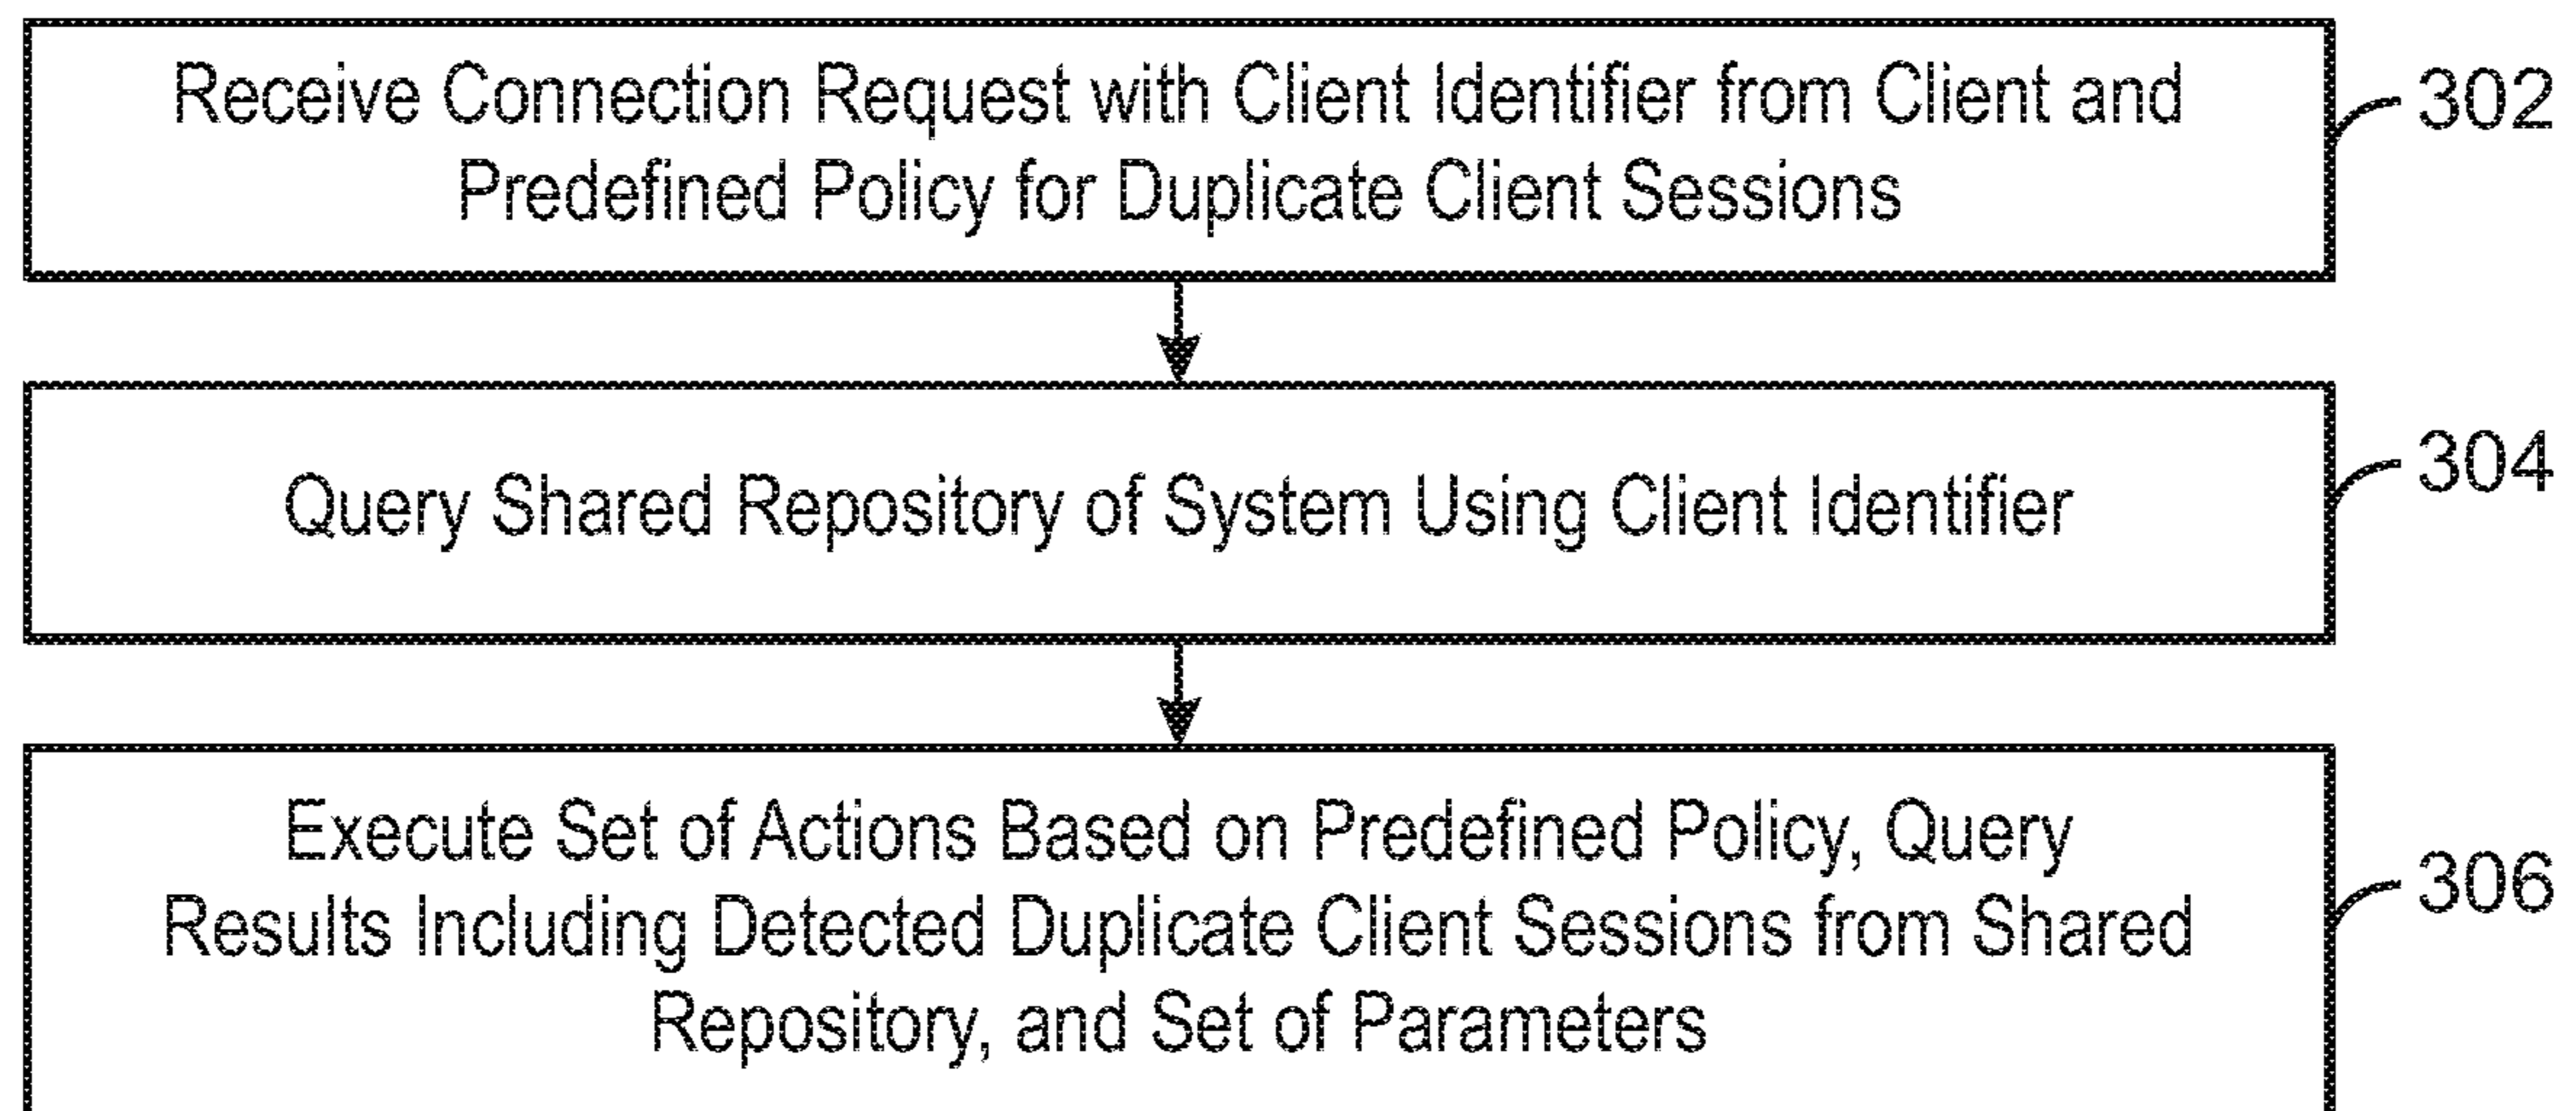 Receive Connection Request with Client Identifier from Client and
Predefined Policy for Duplicate Client Sessions
302
Query Shared Repository of System Using Client Identifier
304
Execute Set of Actions Based on Predefined Policy, Query
Results Including Detected Duplicate Client Sessions from Shared
Repository, and Set of Parameters
306